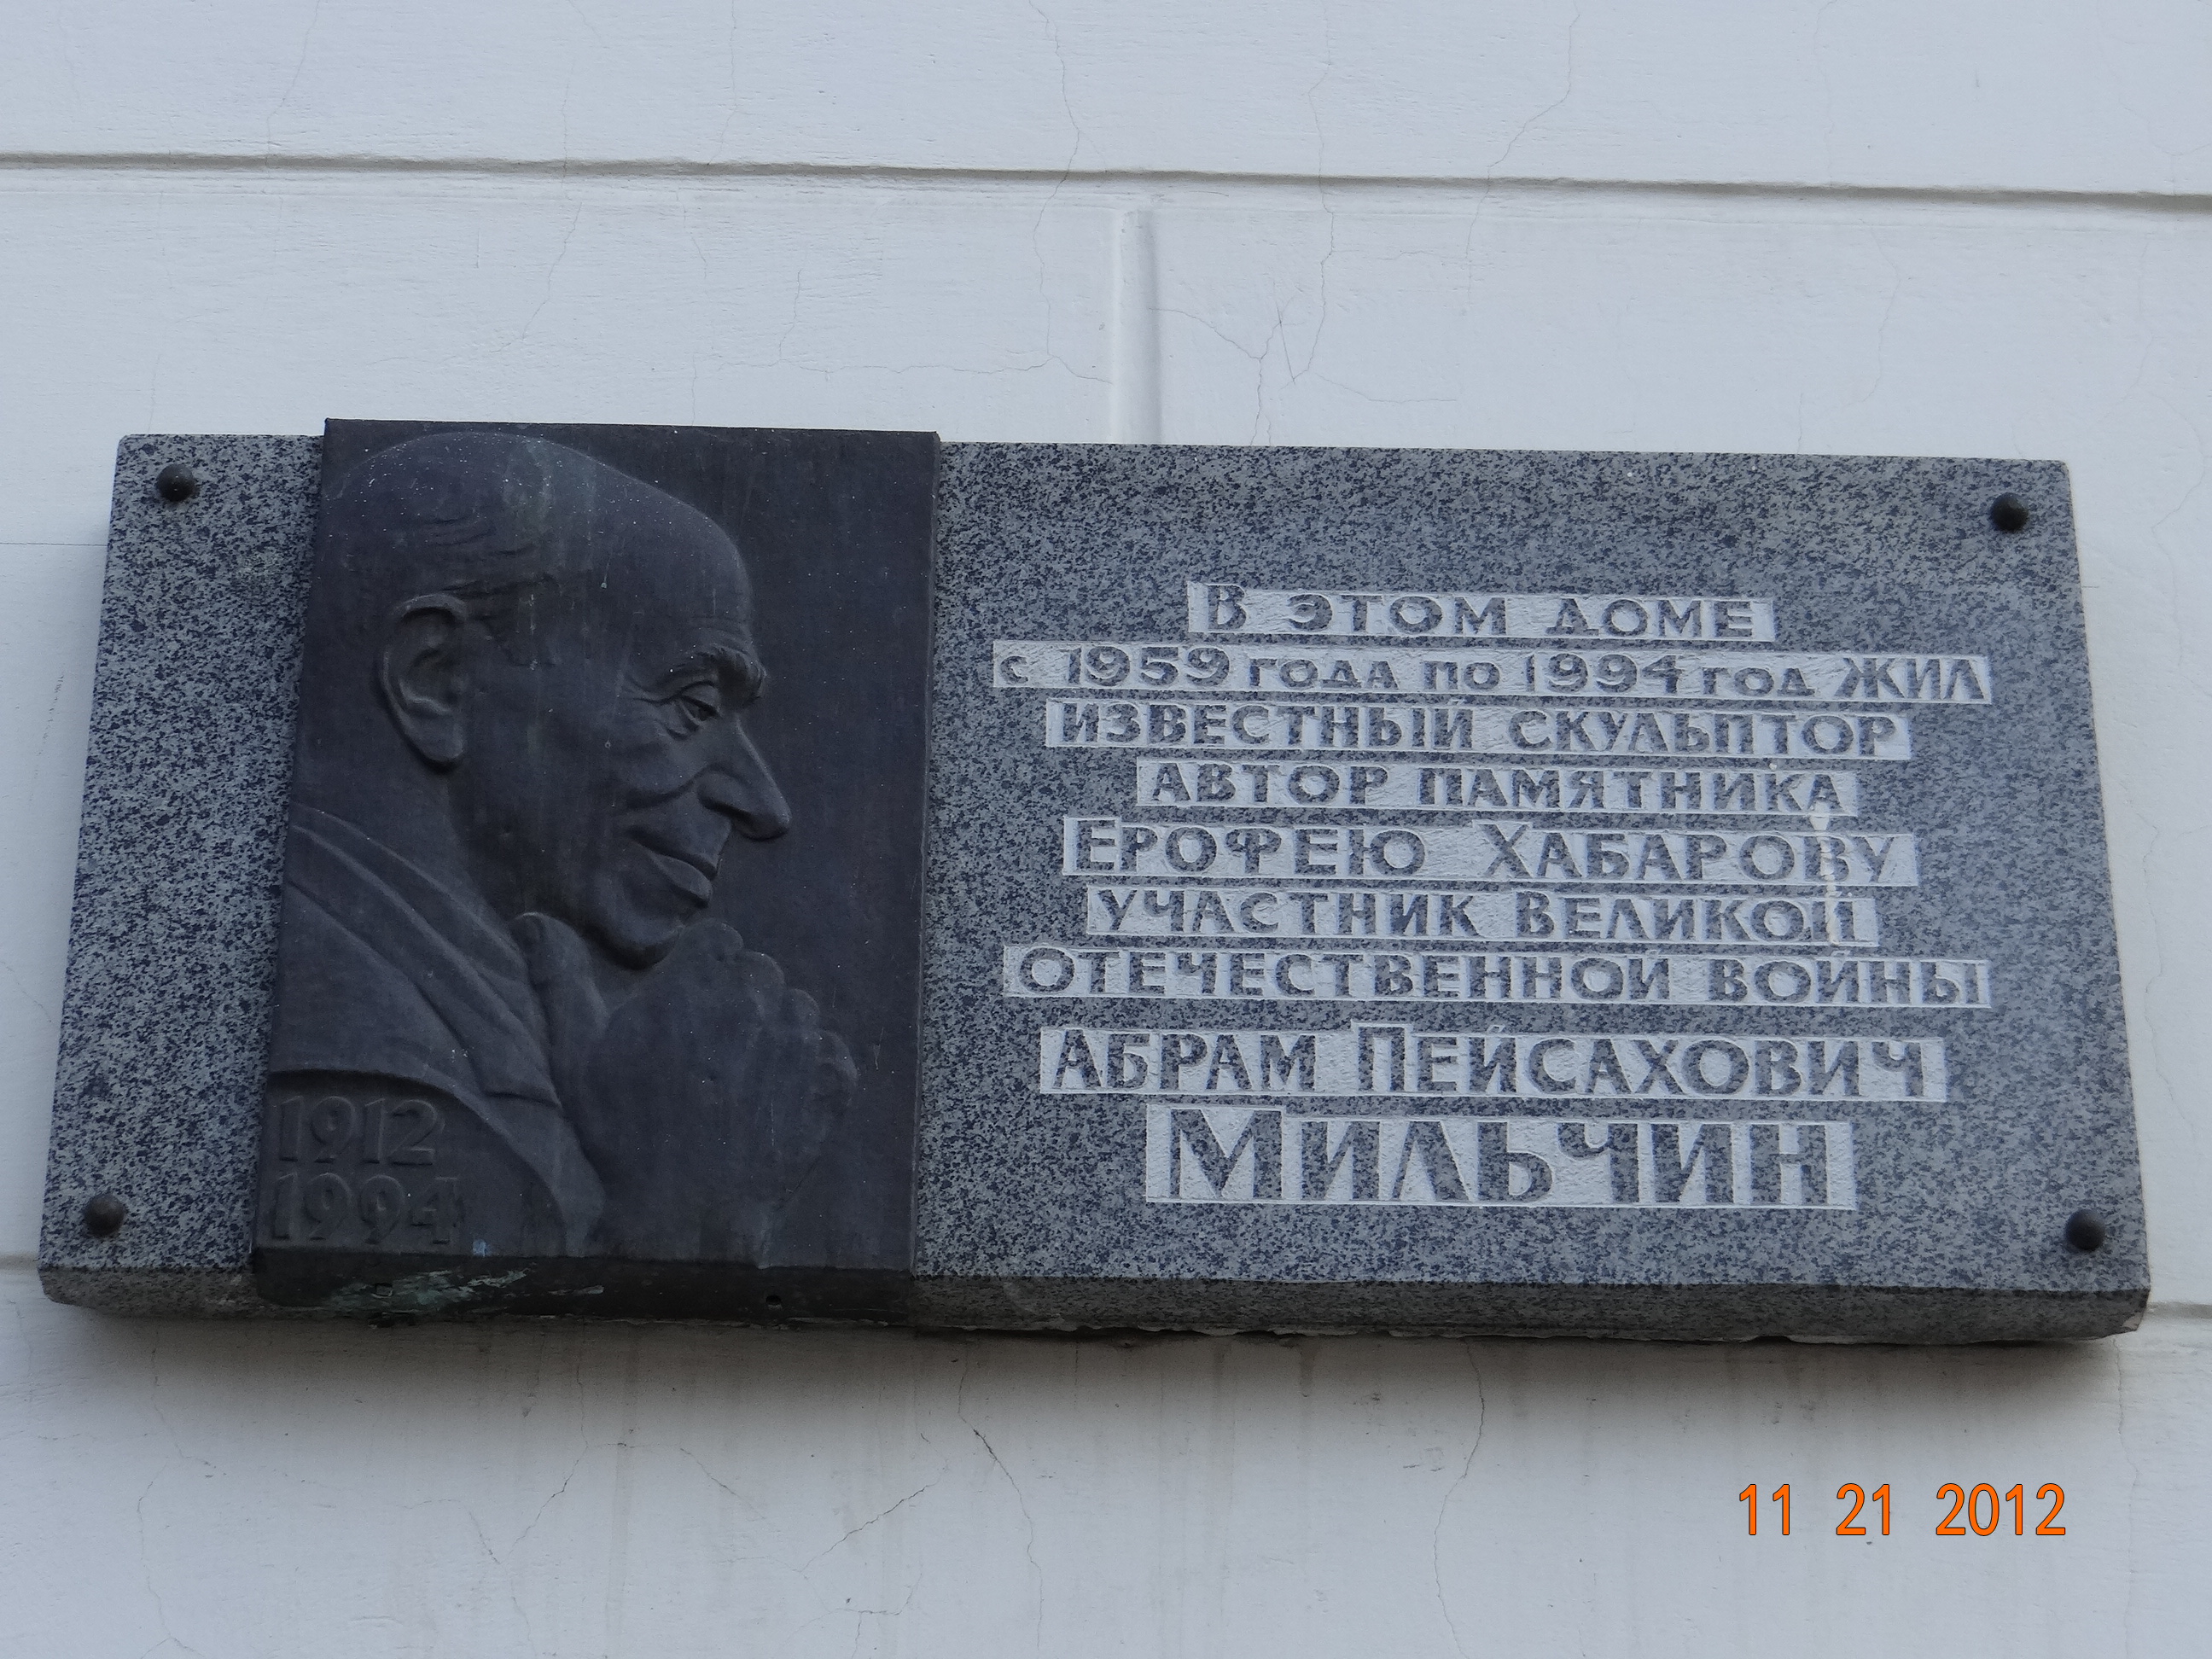 1912
1994
В ЭТОМ ДОМЕ
с 1959 года по 1994 год ЖИЛ
ИЗВЕСТНЫЙ СКУЛЬПТОР
АВТОР ПАМЯТНИКА
ЕРОФЕЮ ХАБАРОВУ
УЧАСТНИК ВЕЛИКОЙ
ОТЕЧЕСТВЕННОЙ ВОЙНЫ
АБРАМ ПЕЙСАХОВИЧ
МИЛЬЧИН
11 21 2012